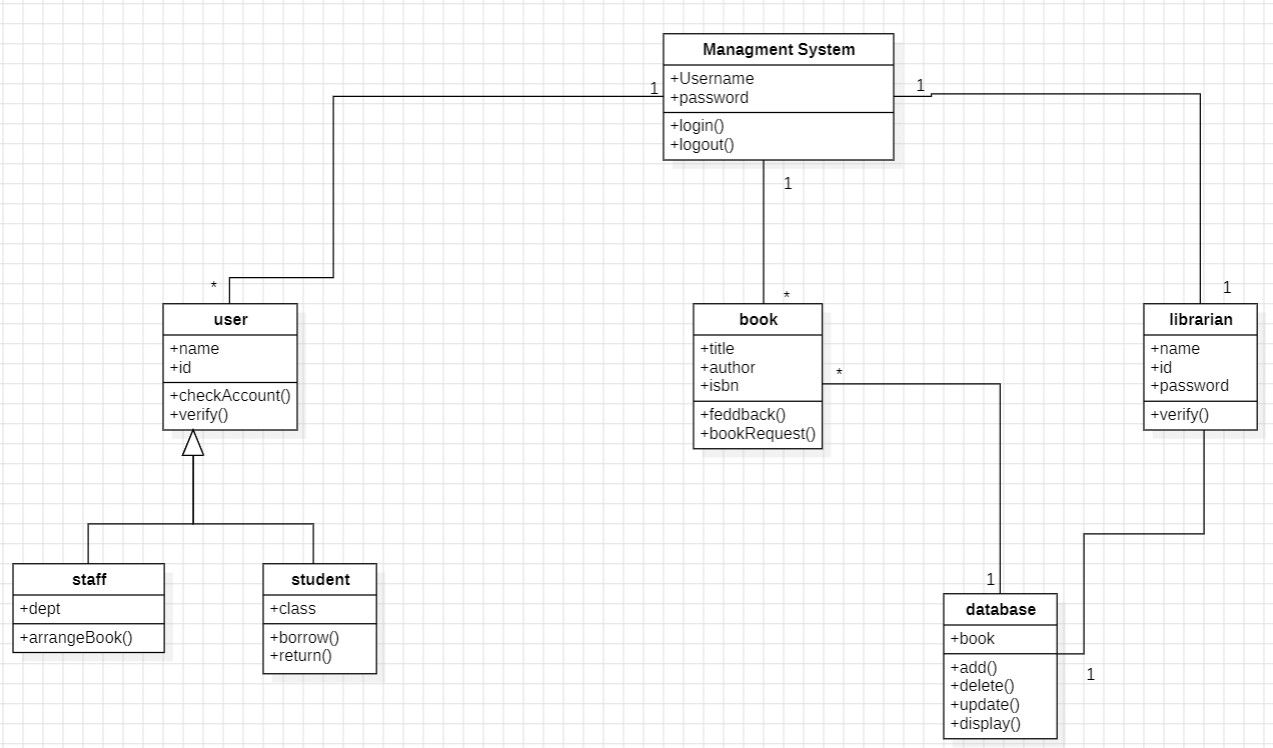 Managment System
+Username
+password
+login()
+logout()
1
1
1
*
user
+name
+id
+checkAccount()
+verify()
*
book
+title
+author
+isbn
+feddback()
+bookRequest()
*
1
librarian
+name
+id
+password
+verify()
staff
+dept
+arrangeBook()
student
+class
+borrow()
+return()
1
database
+book
+add()
+delete()
+update()
+display()
1